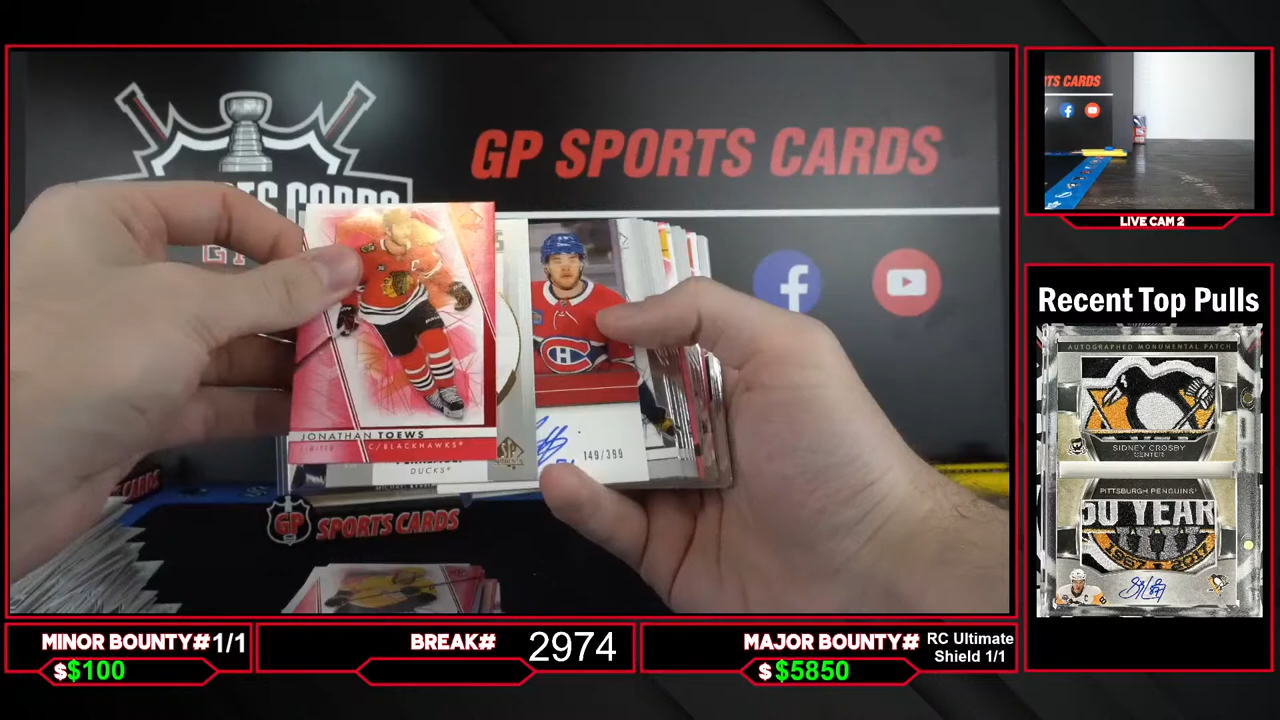 GP SPORTS CARDS
JONATHAN TOEWS
C/BLACKHAWKS
DUCKS
149/399
GP SPORTS CARDS
TS CARDS
LIVE CAM 2
Recent Top Pulls
AUTOGRAPHED MONUMENTAL PATCH
SIDNEY CROSBY
CENTER
PITTSBURGH PENGUINS
50 YEAR
MINOR BOUNTY# 1/1
$$100
BREAK# 2974
MAJOR BOUNTY# RC Ultimate
Shield 1/1
$ $5850